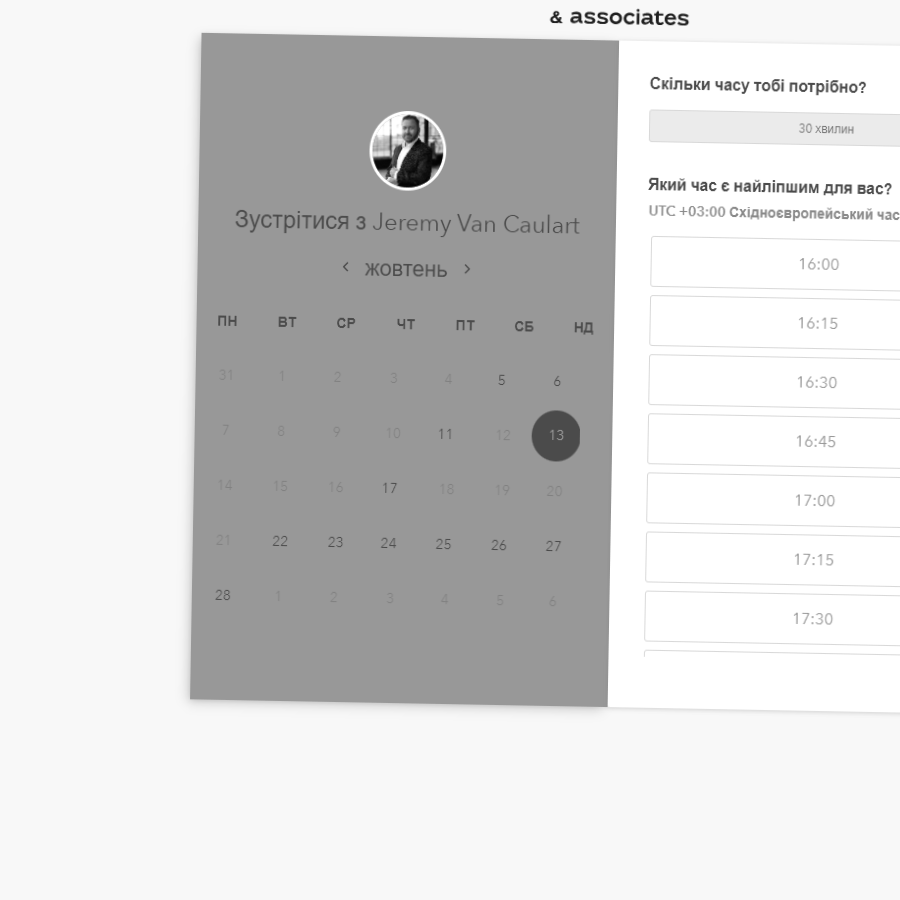 & associates
Зустрітися з Jeremy Van Caulart
жовтень
ПН ВТ СР ЧТ ПТ СБ НД
31 1 2 3 4 5 6
7 8 9 10 11 12 13
14 15 16 17 18 19 20
21 22 23 24 25 26 27
28 1 2 3 4 5 6
Скільки часу тобі потрібно?
30 хвилин
Який час є найліпшим для вас?
UTC +03:00 Східноєвропейський час
16:00
16:15
16:30
16:45
17:00
17:15
17:30